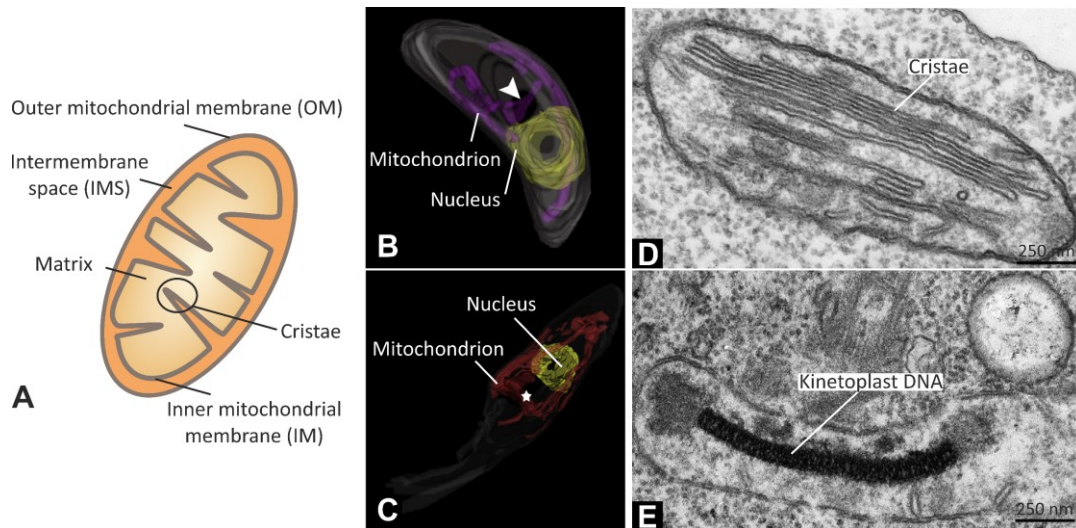 Outer mitochondrial membrane (OM)
Intermembrane
space (IMS)
Matrix
Cristae
Inner mitochondrial
membrane (IM)
A
Mitochondrion
Nucleus
B
Nucleus
Mitochondrion
C
Cristae
250 nm
D
Kinetoplast DNA
250 nm
E